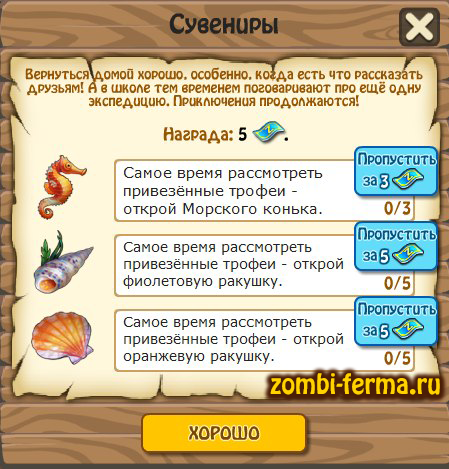 Сувениры
Вернуться домой хорошо, особенно, когда есть что рассказать
друзьям! А в школе тем временем поговаривают про ещё одну
экспедицию. Приключения продолжаются!
Награда: 5 .
Самое время рассмотреть
привезённые трофеи -
открой Морского конька.
Пропустить
за 3
0/3
Самое время рассмотреть
привезённые трофеи - открой
фиолетовую ракушку.
Пропустить
за 5
0/5
Самое время рассмотреть
привезённые трофеи - открой
оранжевую ракушку.
Пропустить
за 5
0/5
zombi-ferma.ru
ХОРОШО